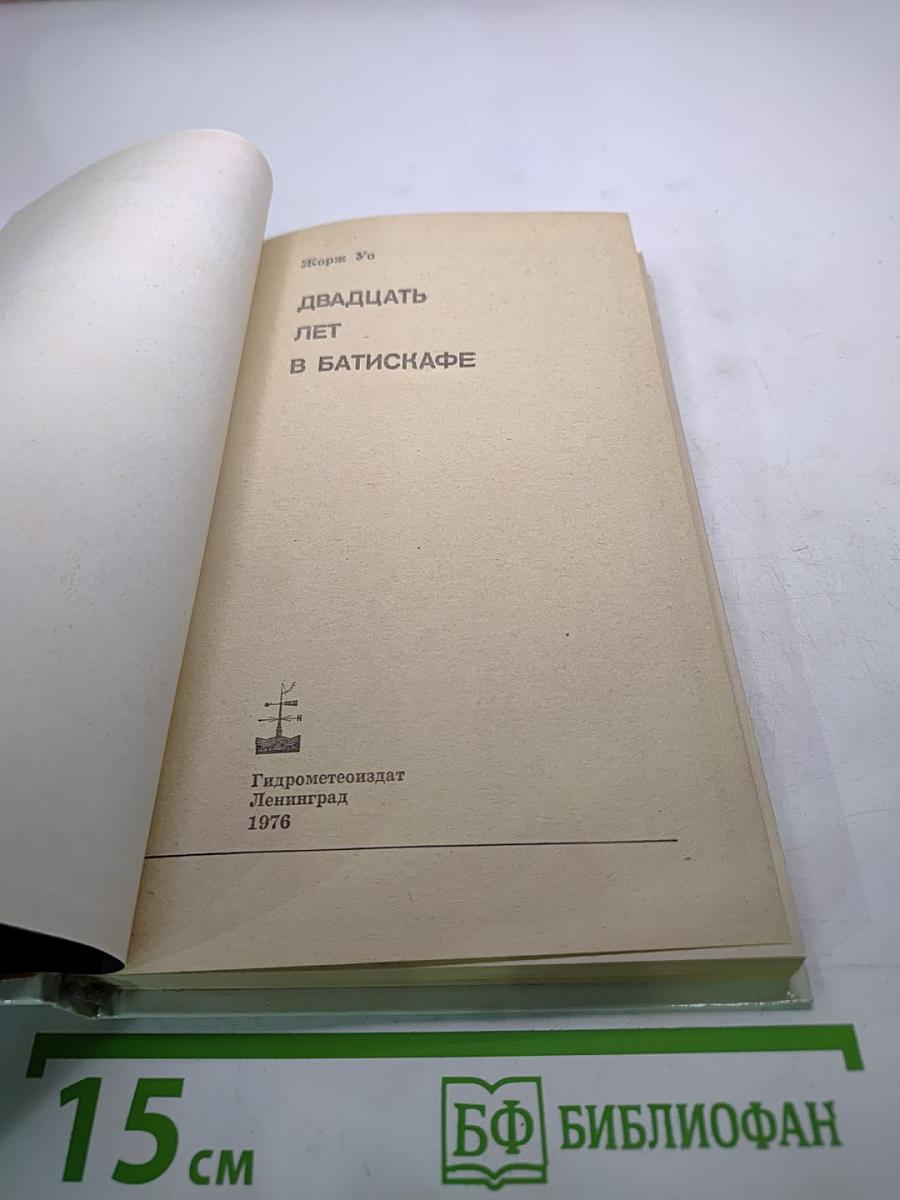 Жорж Уо
ДВАДЦАТЬ
ЛЕТ
В БАТИСКАФЕ
N
Гидрометеоиздат
Ленинград
1976
15 см
БФ БИБЛИОФАН